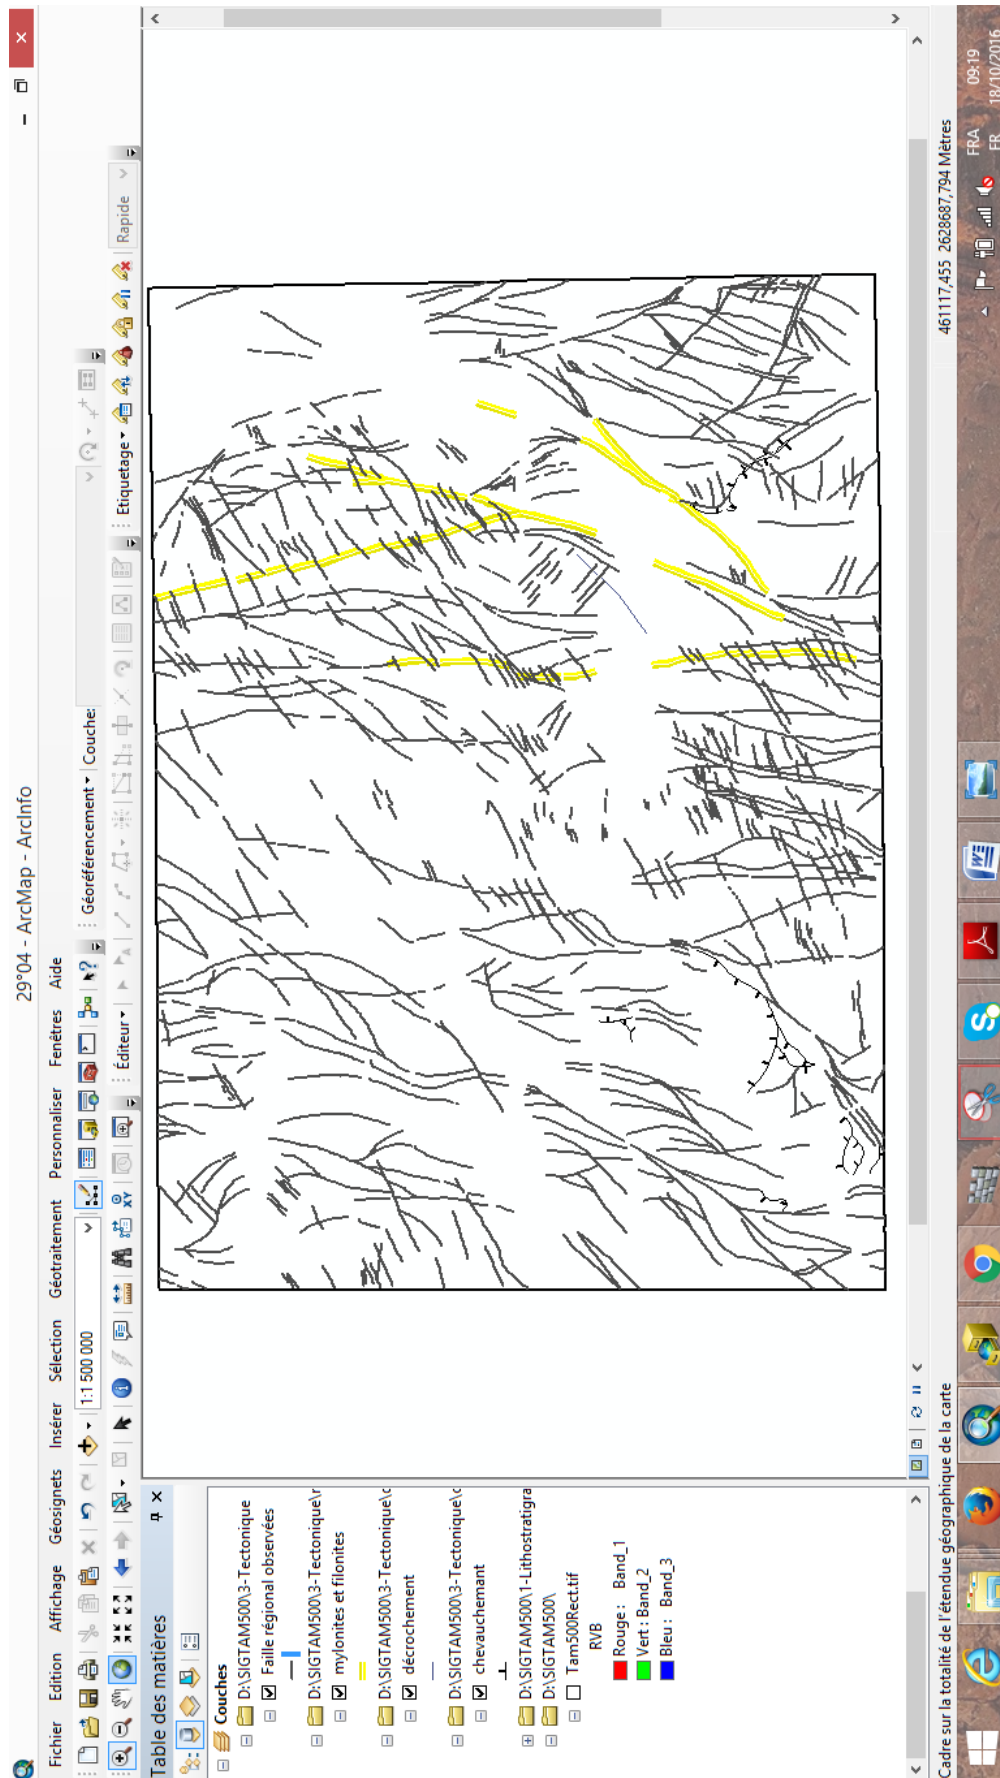 29°04 - ArcMap - ArcInfo
Fichier Edition Affichage Géosignets Insérer Sélection Géotraitement Personnaliser Fenêtres Aide
1:1 500 000
Géoréférencement Couche:
Editeur
Etiquetage
Rapide
Table des matières
Couches
D:\SIGTAM500\3-Tectonique
Faille régional observées
D:\SIGTAM500\3-Tectonique\r
mylonites et filonites
D:\SIGTAM500\3-Tectonique\c
décrochement
D:\SIGTAM500\3-Tectonique\c
chevauchemant
D:\SIGTAM500\1-Lithostratigra
D:\SIGTAM500\
Tam500Rect.tif
RVB
Rouge : Band_1
Vert : Band_2
Bleu : Band_3
Cadre sur la totalité de l'étendue géographique de la carte
461117,455 2628687,794 Mètres
FRA
FR
09:19
18/10/2016